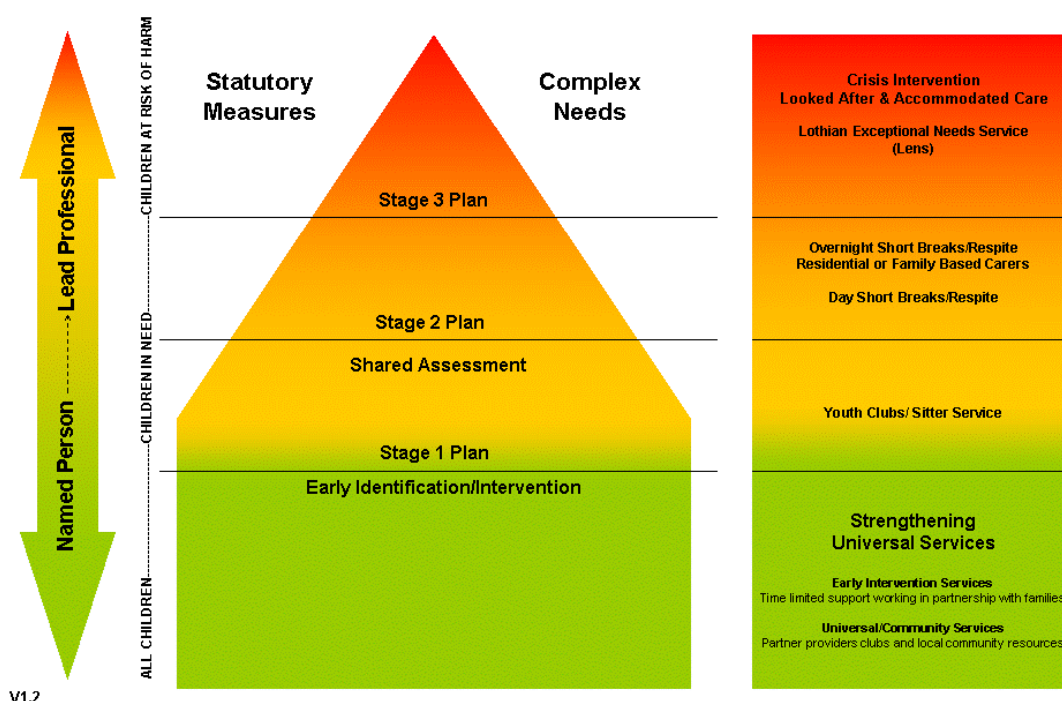 Named Person -------> Lead Professional
ALL CHILDREN----------------------CHILDREN IN NEED----------------CHILDREN AT RISK OF HARM
Statutory
Measures
Complex
Needs
Stage 3 Plan
Stage 2 Plan
Shared Assessment
Stage 1 Plan
Early Identification/Intervention
Crisis Intervention
Looked After & Accommodated Care
Lothian Exceptional Needs Service
(Lens)
Overnight Short Breaks/Respite
Residential or Family Based Carers
Day Short Breaks/Respite
Youth Clubs/ Sitter Service
Strengthening
Universal Services
Early Intervention Services
Time limited support working in partnership with families
Universal/Community Services
Partner providers clubs and local community resources
V1.2